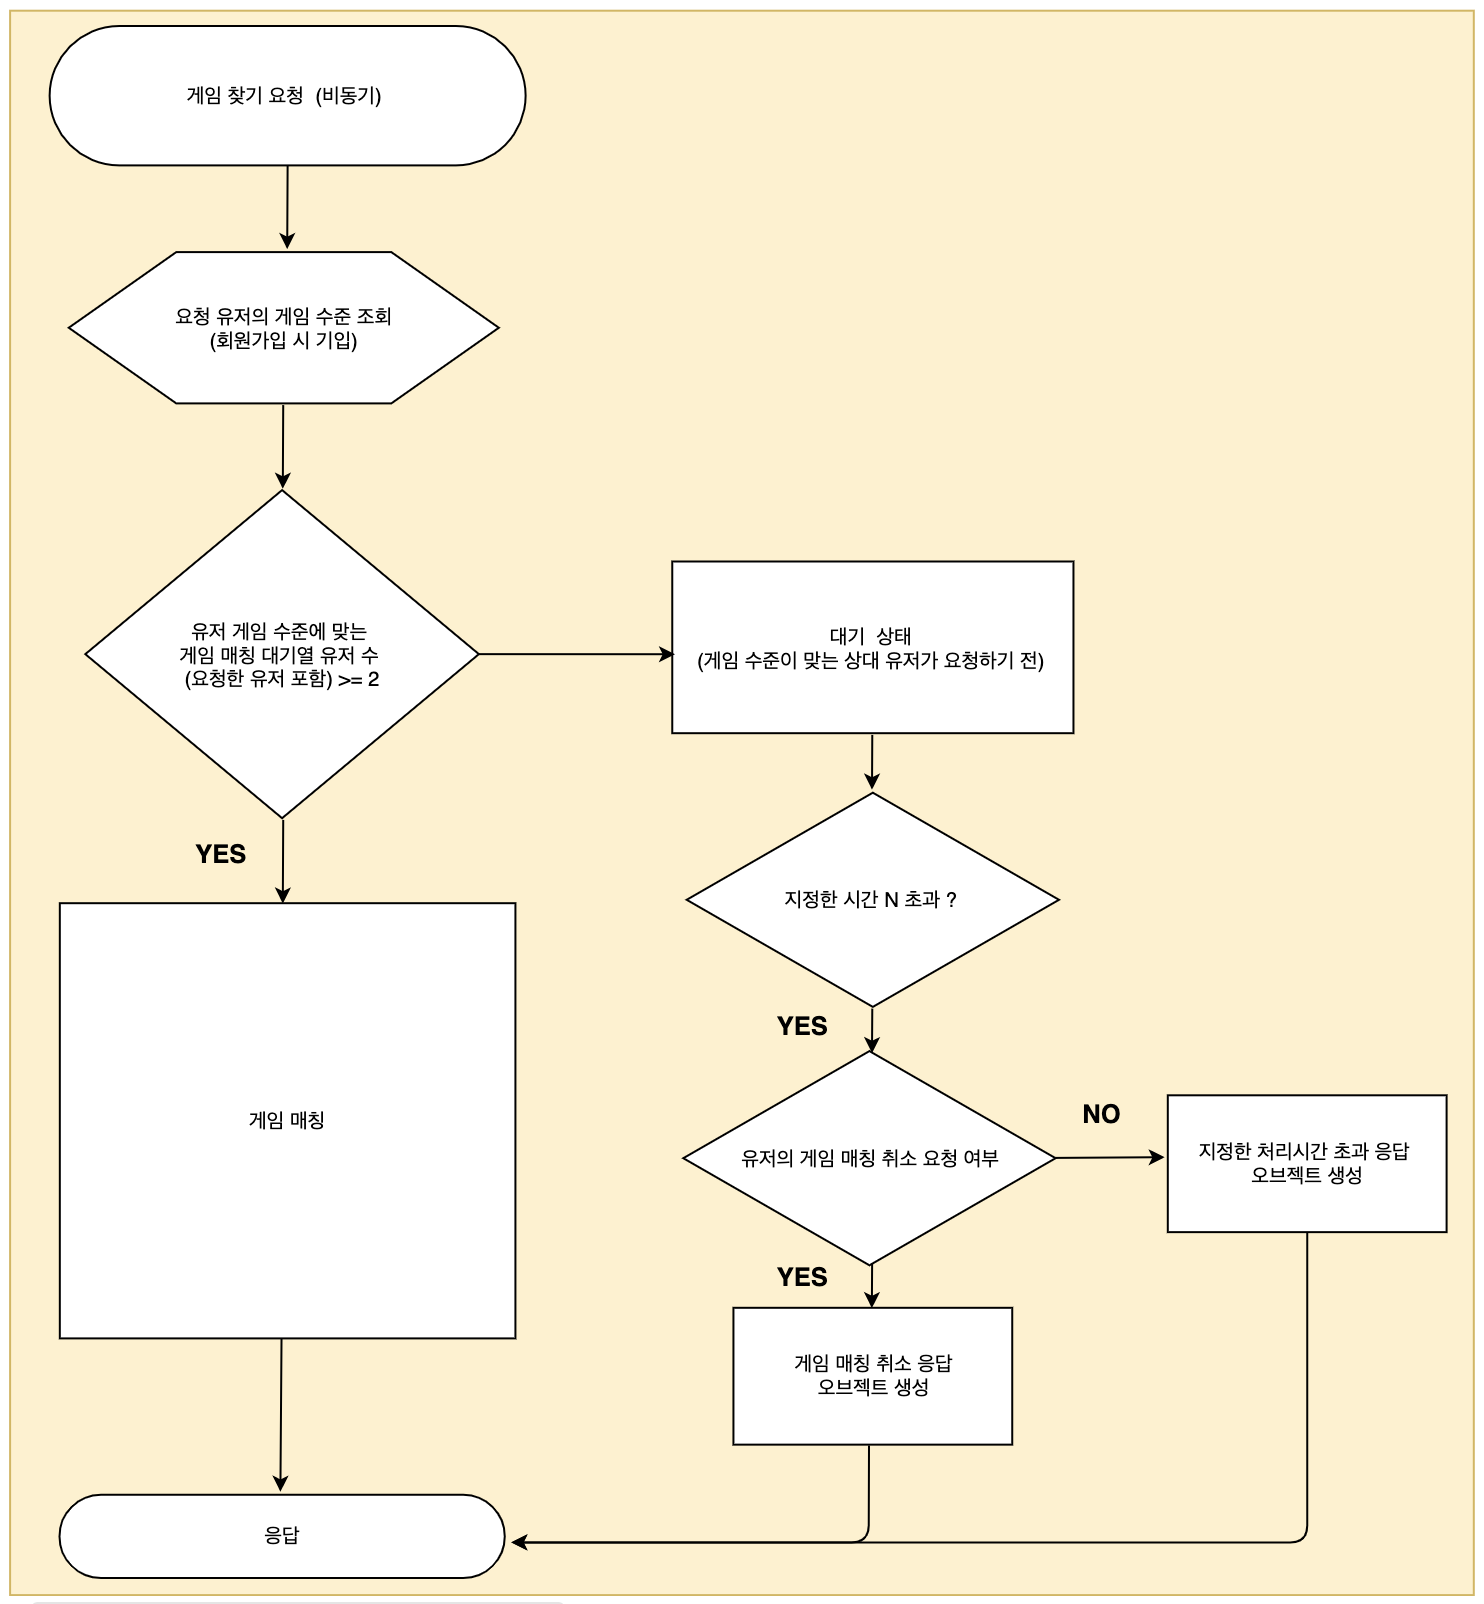 게임 찾기 요청 (비동기)
요청 유저의 게임 수준 조회
(회원가입 시 기입)
유저 게임 수준에 맞는
게임 매칭 대기열 유저 수
(요청한 유저 포함) >= 2
대기 상태
(게임 수준이 맞는 상대 유저가 요청하기 전)
YES
지정한 시간 N 초과 ?
YES
게임 매칭
유저의 게임 매칭 취소 요청 여부
NO
지정한 처리시간 초과 응답
오브젝트 생성
YES
게임 매칭 취소 응답
오브젝트 생성
응답